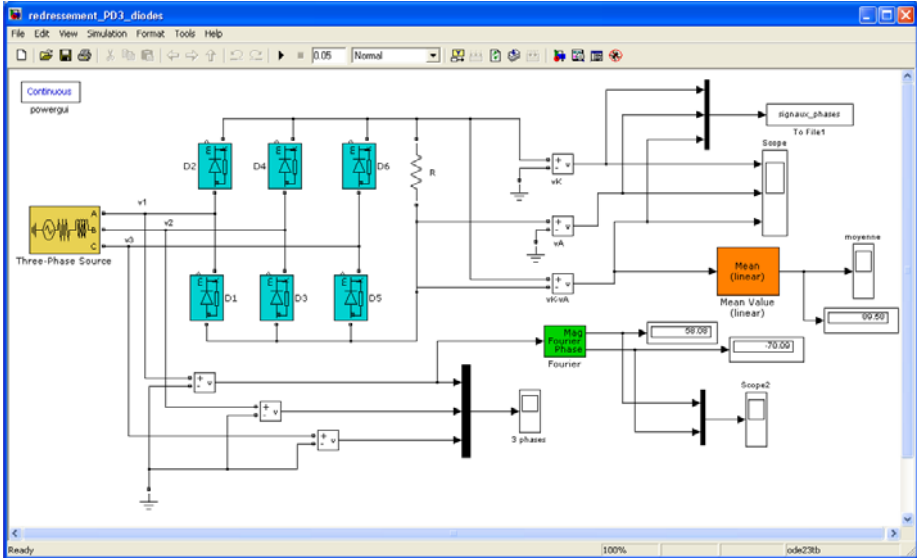 redressement_PD3_diodes
File Edit View Simulation Format Tools Help
0.05 Normal
Continuous
powergui
signaux_phases
To File1
Scope
D2
D4
D6
R
+
-
v
vK
v1
A
v2
B
v3
C
Three-Phase Source
+
-
v
vA
moyenne
Mean
(linear)
Mean Value
(linear)
+
-
v
vK-vA
D1
D3
D5
89.58
Mag
Fourier
Phase
Fourier
58.08
-70.09
+
-
v
Scope2
+
-
v
+
-
v
3 phases
Ready
100%
ode23tb